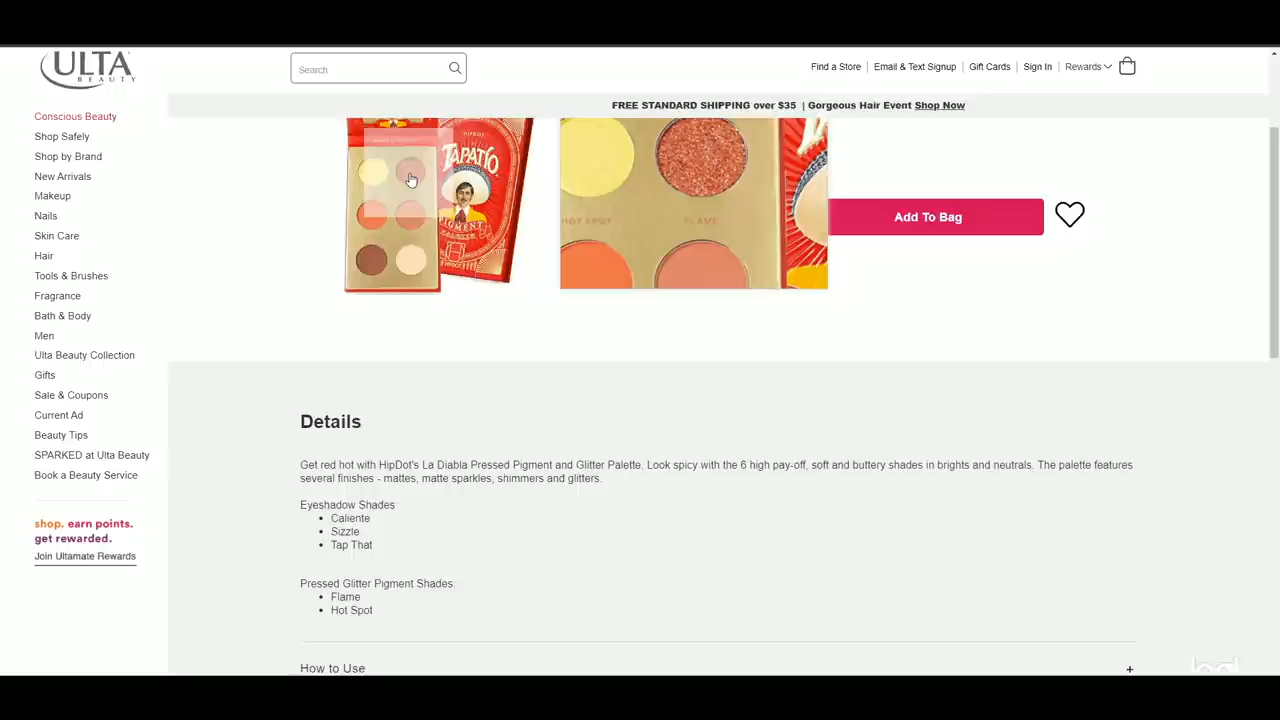 ULTA
BEAUTY
Search
Find a Store
Email & Text Signup
Gift Cards
Sign In
Rewards
FREE STANDARD SHIPPING over $35 | Gorgeous Hair Event Shop Now
Conscious Beauty
Shop Safely
Shop by Brand
New Arrivals
Makeup
Nails
Skin Care
Hair
Tools & Brushes
Fragrance
Bath & Body
Men
Ulta Beauty Collection
Gifts
Sale & Coupons
Current Ad
Beauty Tips
SPARKED at Ulta Beauty
Book a Beauty Service
shop. earn points.
get rewarded.
Join Ultamate Rewards
HIPDOT
TAPATÍO
PIGMENT
HOT SPOT
FLAME
Add To Bag
Details
Get red hot with HipDot's La Diabla Pressed Pigment and Glitter Palette. Look spicy with the 6 high pay-off, soft and buttery shades in brights and neutrals. The palette features
several finishes - mattes, matte sparkles, shimmers and glitters.
Eyeshadow Shades
• Caliente
• Sizzle
• Tap That
Pressed Glitter Pigment Shades:
• Flame
• Hot Spot
How to Use
+